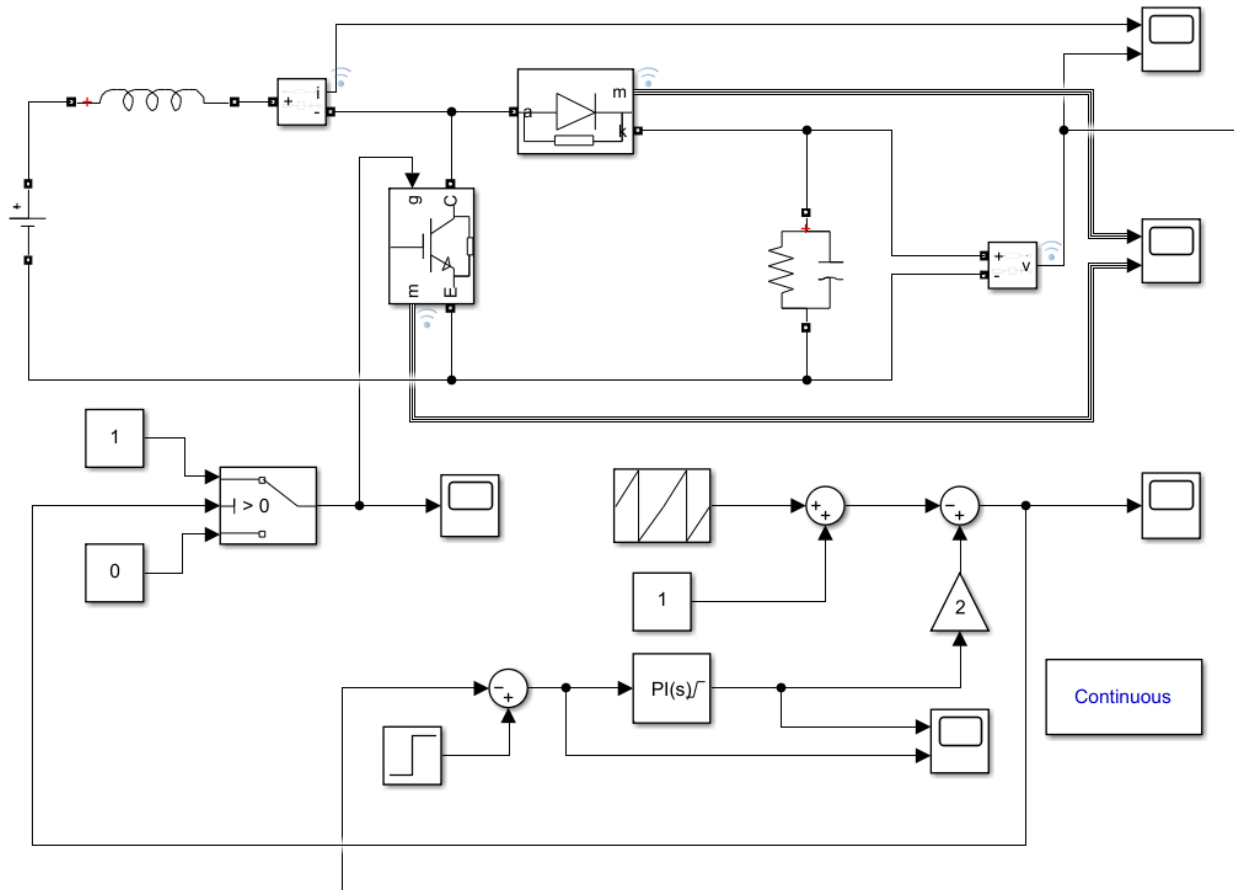 i
+
-
a
m
k
g
C
m
E
+
+
-
v
1
> 0
0
+
+
−
+
1
2
−
+
PI(s)
Continuous